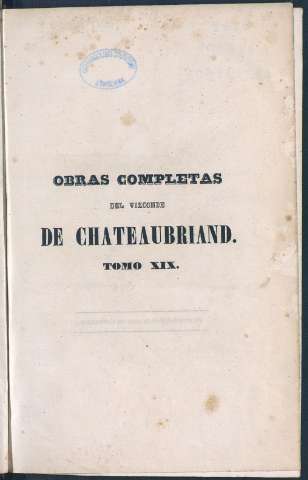 OBRAS COMPLETAS
DEL VIZCONDE
DE CHATEAUBRIAND.
TOMO XIX.